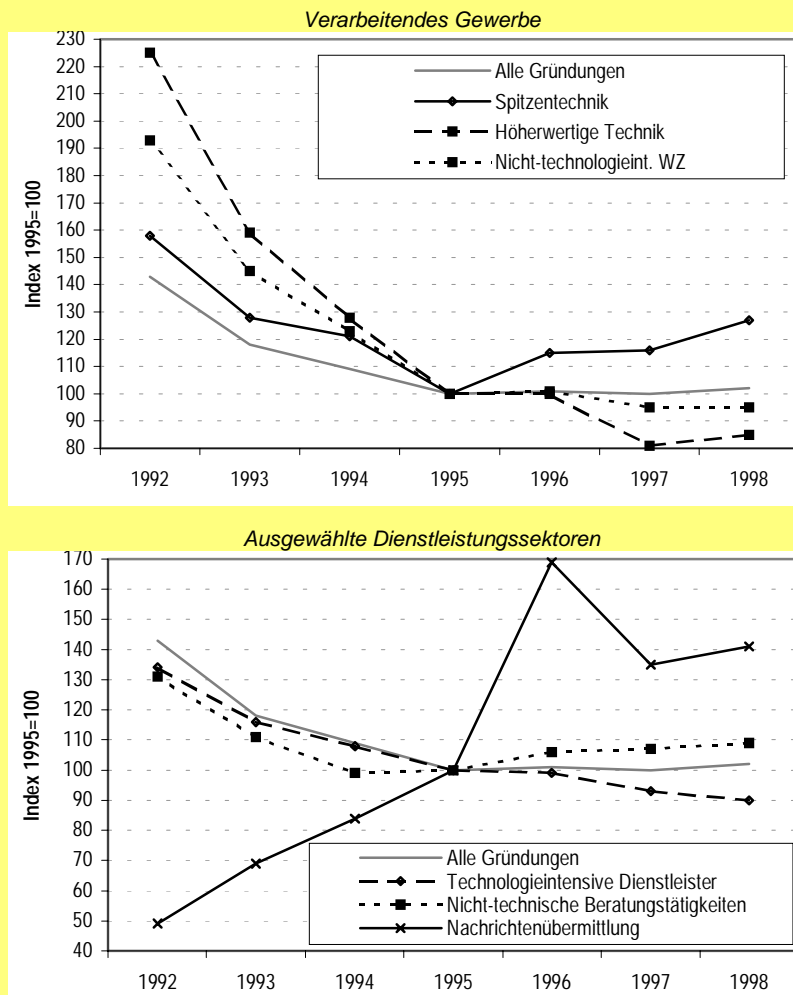 Verarbeitendes Gewerbe
230
220
210
200
190
180
170
160
150
140
130
120
110
100
90
80
Index 1995=100
Alle Gründungen
Spitzentechnik
Höherwertige Technik
Nicht-technologieint. WZ
1992 1993 1994 1995 1996 1997 1998
Ausgewählte Dienstleistungssektoren
170
160
150
140
130
120
110
100
90
80
70
60
50
40
Index 1995=100
Alle Gründungen
Technologieintensive Dienstleister
Nicht-technische Beratungstätigkeiten
Nachrichtenübermittlung
1992 1993 1994 1995 1996 1997 1998